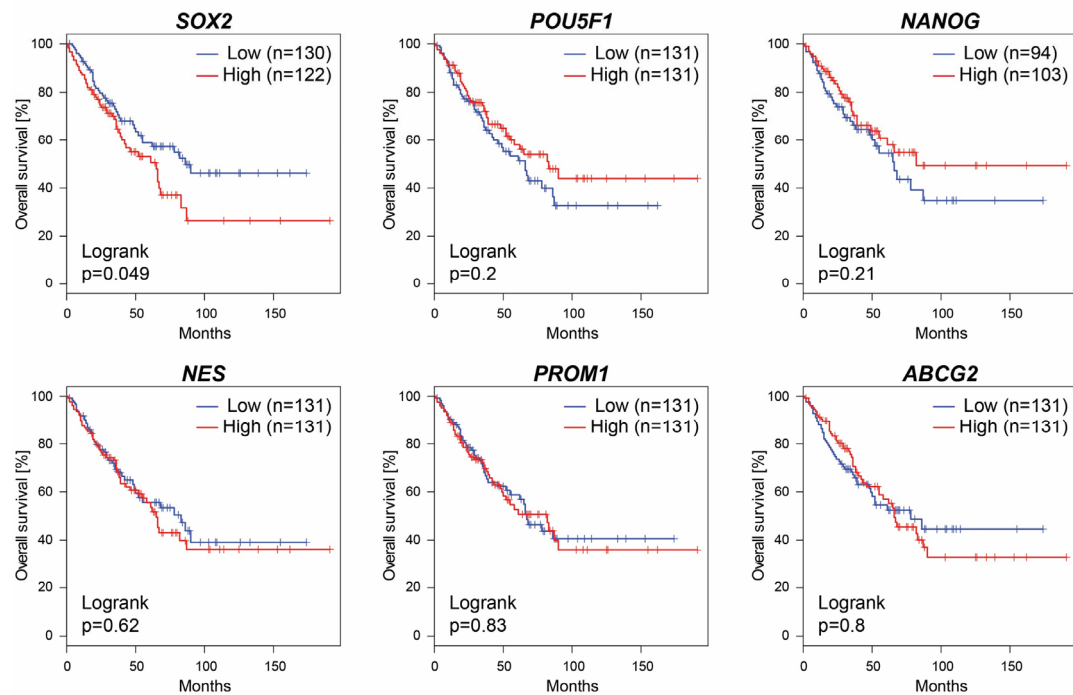 SOX2
Low (n=130)
High (n=122)
Overall survival [%]
100
80
60
40
20
0
Logrank
p=0.049
0 50 100 150
Months
POU5F1
Low (n=131)
High (n=131)
Overall survival [%]
100
80
60
40
20
0
Logrank
p=0.2
0 50 100 150
Months
NANOG
Low (n=94)
High (n=103)
Overall survival [%]
100
80
60
40
20
0
Logrank
p=0.21
0 50 100 150
Months
NES
Low (n=131)
High (n=131)
Overall survival [%]
100
80
60
40
20
0
Logrank
p=0.62
0 50 100 150
Months
PROM1
Low (n=131)
High (n=131)
Overall survival [%]
100
80
60
40
20
0
Logrank
p=0.83
0 50 100 150
Months
ABCG2
Low (n=131)
High (n=131)
Overall survival [%]
100
80
60
40
20
0
Logrank
p=0.8
0 50 100 150
Months